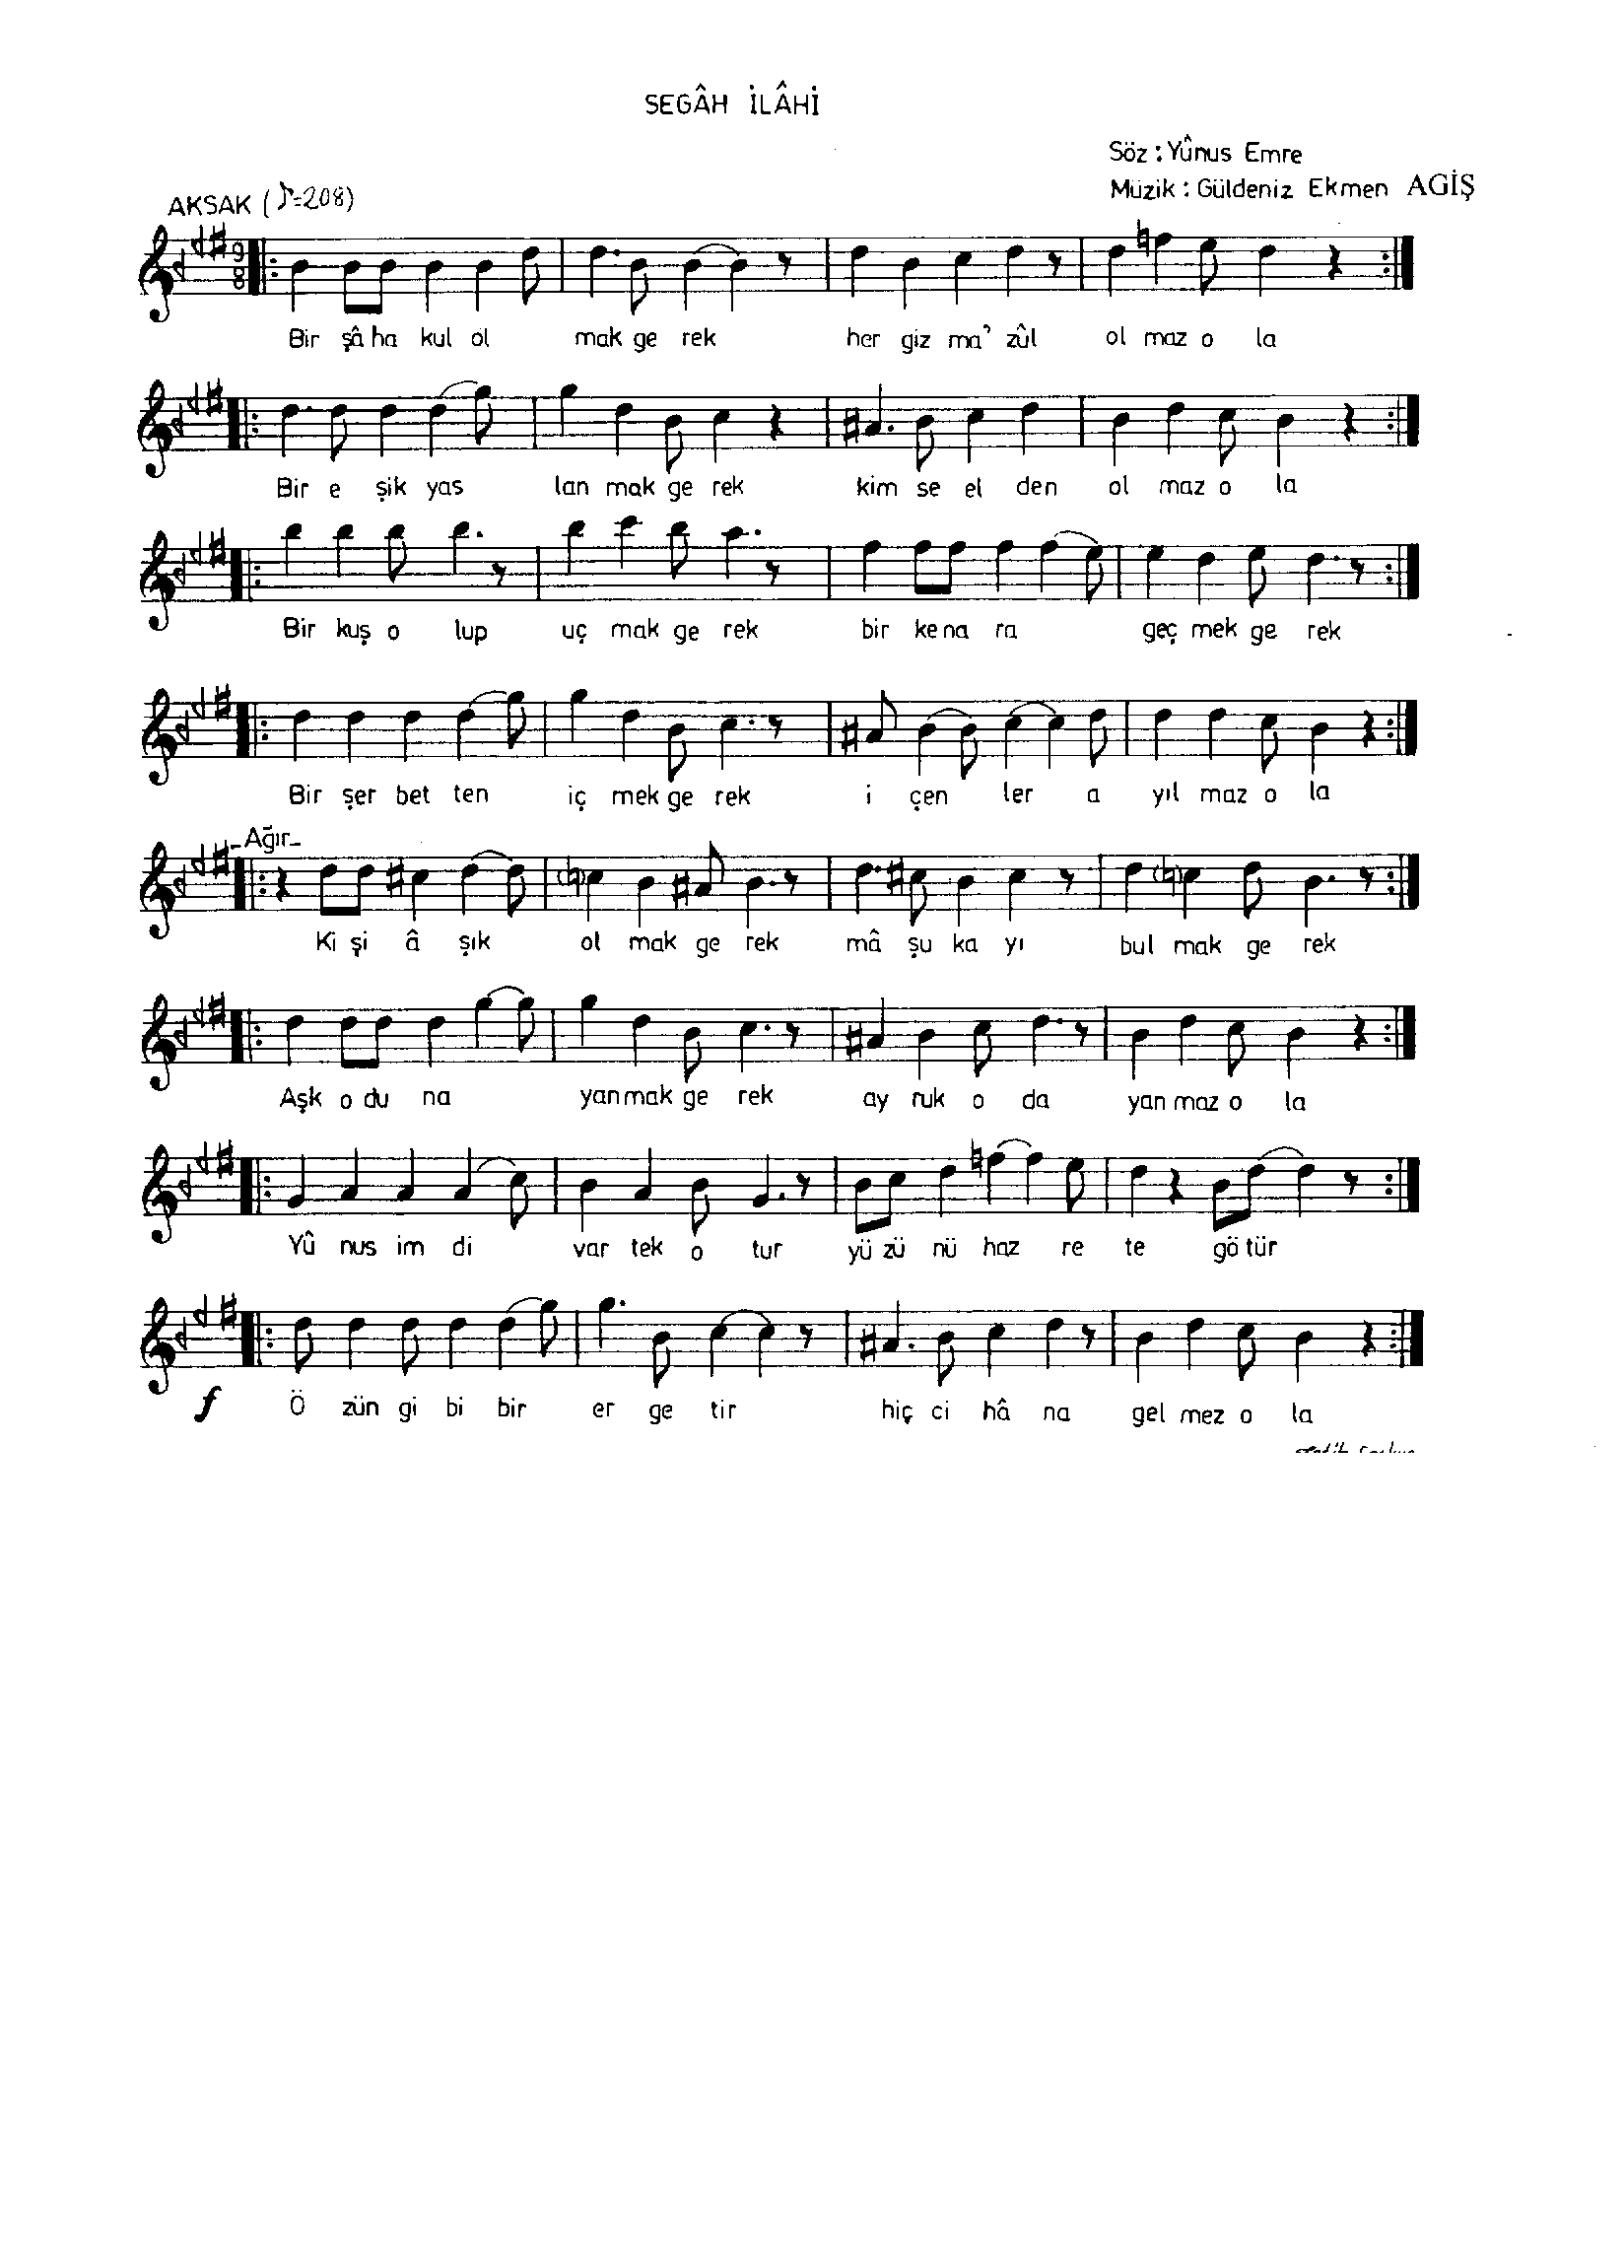 SEGÂH İLÂHİ
Söz : Yûnus Emre
Müzik : Güldeniz Ekmen AGİŞ
AKSAK (♪=208)
9
8
Bir şâ ha kul ol mak ge rek her giz ma' zûl ol maz o la
Bir e şik yas lan mak ge rek kim se el den ol maz o la
Bir kuş o lup uç mak ge rek bir ke na ra geç mek ge rek
Bir şer bet ten iç mek ge rek i çen ler a yıl maz o la
Ağır
Ki şi â şık ol mak ge rek mâ şu ka yı bul mak ge rek
Aşk o du na yan mak ge rek ay ruk o da yan maz o la
Yû nus im di var tek o tur yü zü nü haz re te gö tür
f Ö zün gi bi bir er ge tir hiç ci hâ na gel mez o la